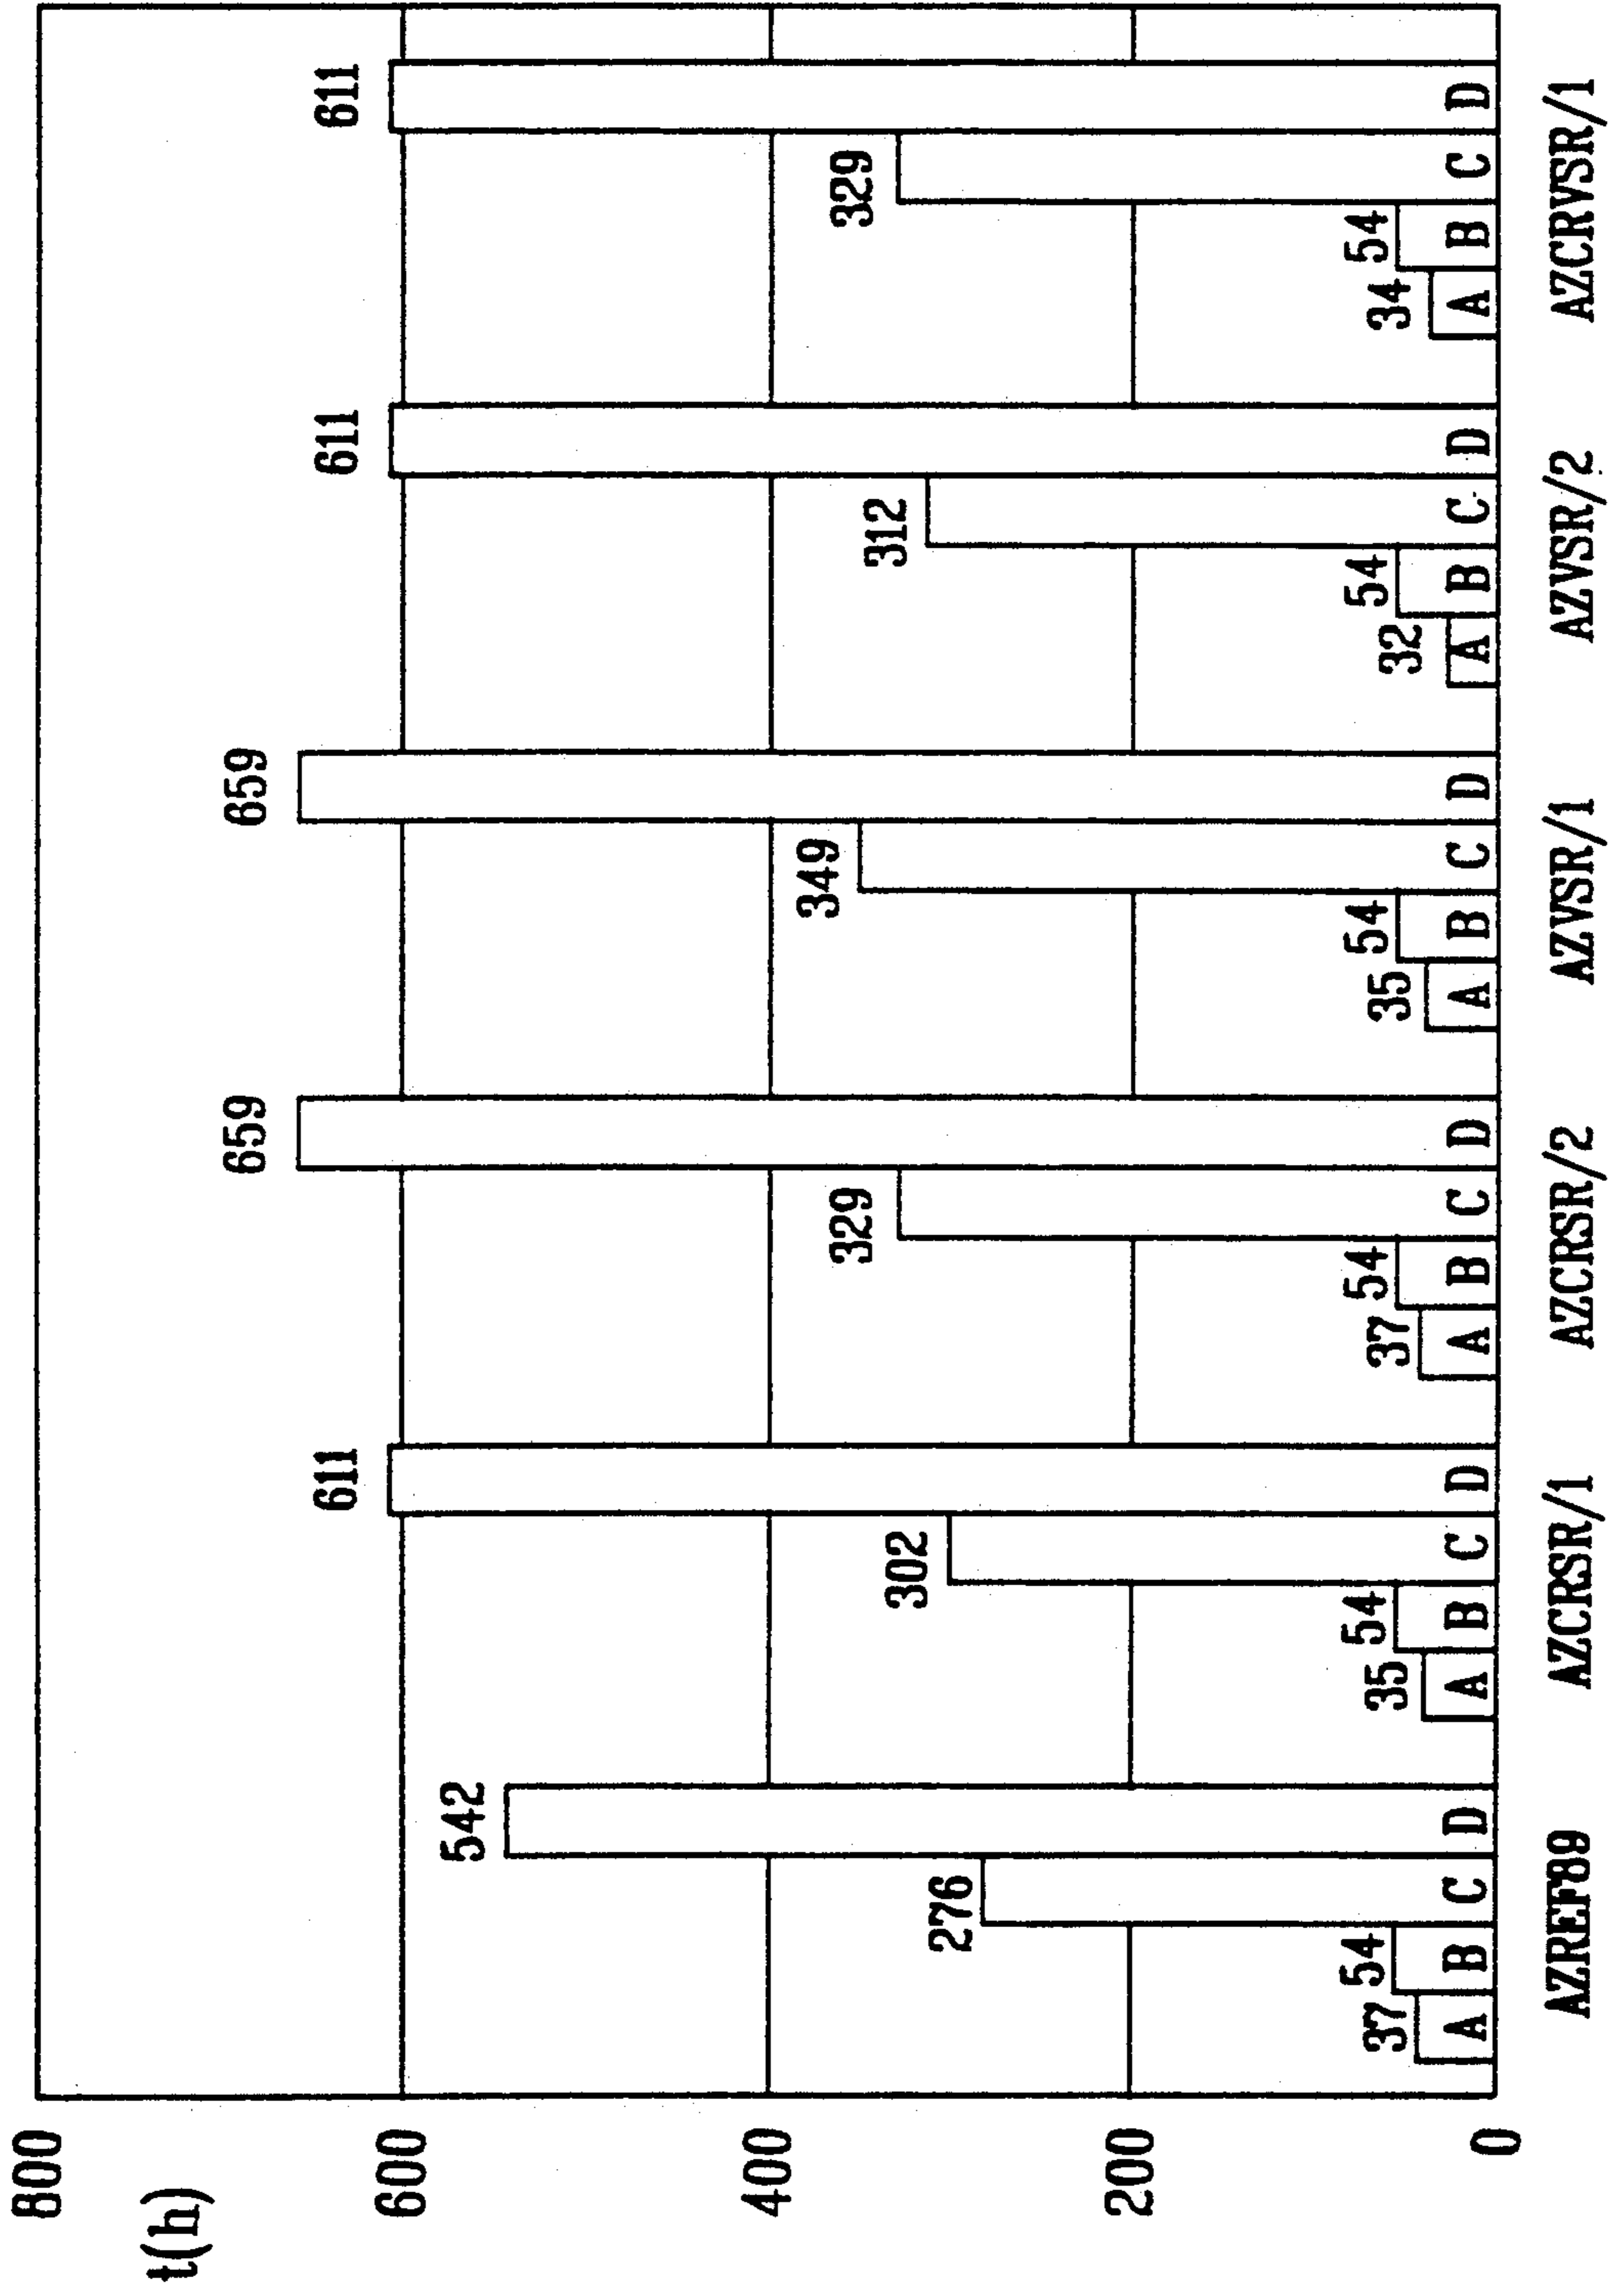 800
t(h)
600
400
200
0
37
54
276
542
A
B
C
D
AZREF89
35
54
302
611
A
B
C
D
AZCRSR/1
37
54
329
659
A
B
C
D
AZCRSR/2
35
54
349
659
A
B
C
D
AZVSR/1
32
54
312
611
A
B
C
D
AZVSR/2
34
54
329
611
A
B
C
D
AZCRVSR/1